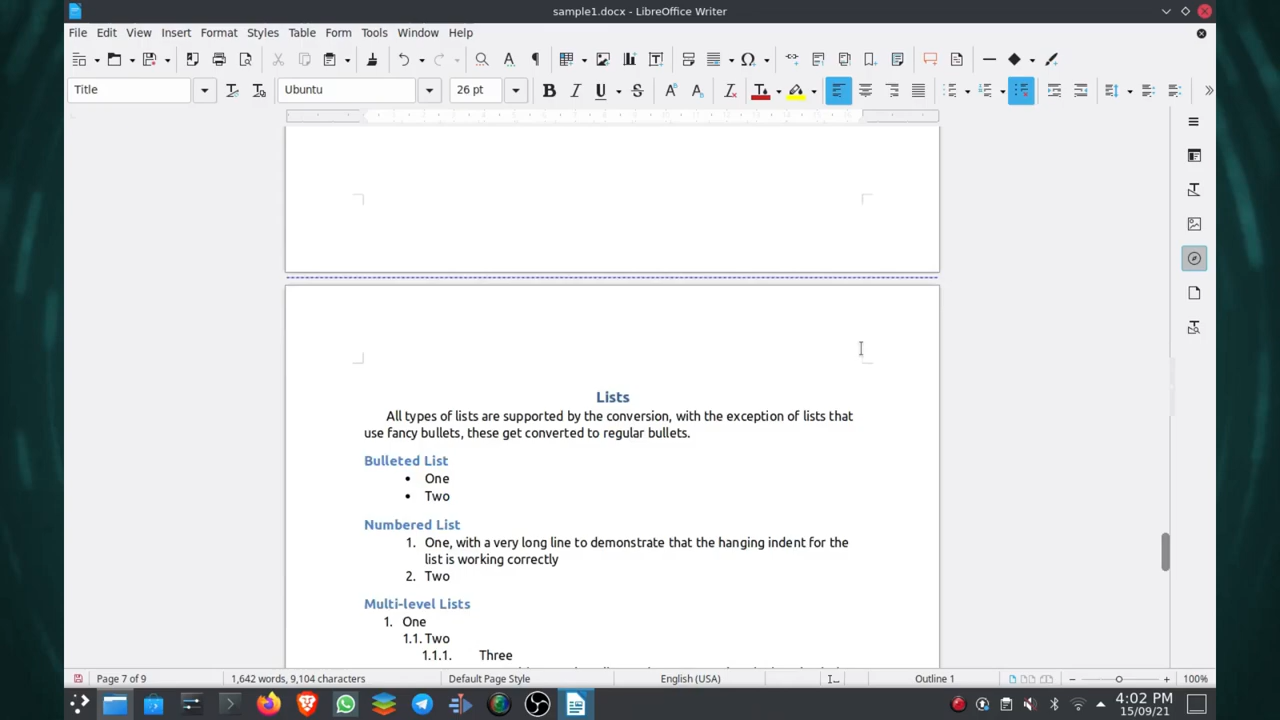 sample1.docx - LibreOffice Writer
File Edit View Insert Format Styles Table Form Tools Window Help
Title Ubuntu 26 pt
Lists
All types of lists are supported by the conversion, with the exception of lists that
use fancy bullets, these get converted to regular bullets.
Bulleted List
• One
• Two
Numbered List
1. One, with a very long line to demonstrate that the hanging indent for the
list is working correctly
2. Two
Multi-level Lists
1. One
1.1. Two
1.1.1. Three
Page 7 of 9 1,642 words, 9,104 characters Default Page Style English (USA) Outline 1 100%
4:02 PM
15/09/21